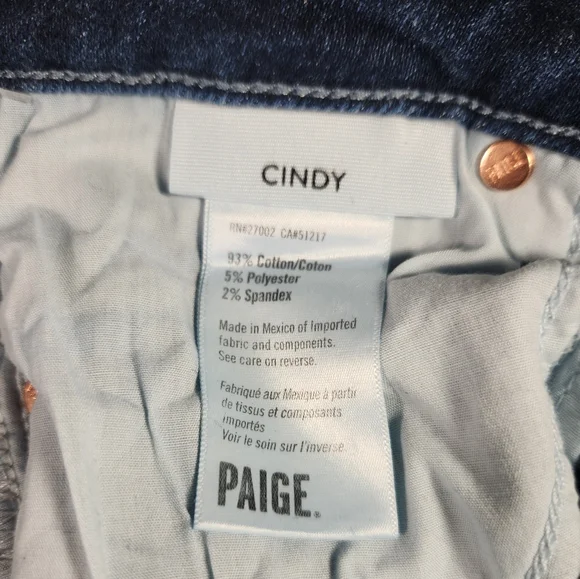 CINDY
PAIGE
RN#27002 CA#51217
93% Cotton/Coton
5% Polyester
2% Spandex
Made in Mexico of imported
fabric and components.
See care on reverse.
Fabriqué aux Mexique à partir
de tissus et composants
importés
Voir le soin sur l'inverse.
PAIGE®